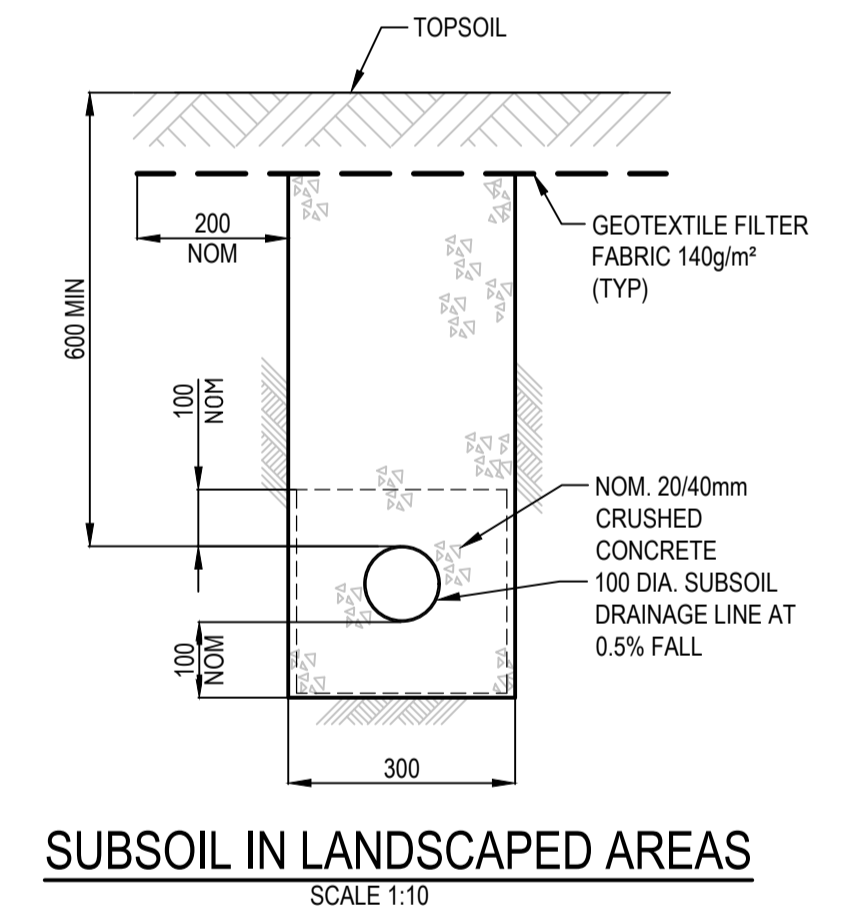 TOPSOIL
GEOTEXTILE FILTER
FABRIC 140g/m²
(TYP)
200
NOM
600 MIN
100
NOM
NOM. 20/40mm
CRUSHED
CONCRETE
100 DIA. SUBSOIL
DRAINAGE LINE AT
0.5% FALL
100
NOM
300
SUBSOIL IN LANDSCAPED AREAS
SCALE 1:10